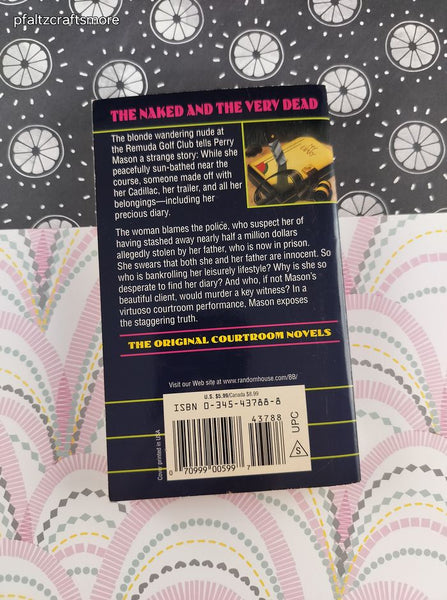 pfaltzcraftsmore
THE NAKED AND THE VERY DEAD
The blonde wandering nude at
the Remuda Golf Club tells Perry
Mason a strange story: While she
peacefully sun-bathed near the
course, someone made off with
her Cadillac, her trailer, and all her
belongings—including her
precious diary.
The woman blames the police, who suspect her of
having stashed away nearly half a million dollars
allegedly stolen by her father, who is now in prison.
She swears that both she and her father are innocent. So
who is bankrolling her leisurely lifestyle? Why is she so
desperate to find her diary? And who, if not Mason's
beautiful client, would murder a key witness? In a
virtuoso courtroom performance, Mason exposes
the staggering truth.
THE ORIGINAL COURTROOM NOVELS
Visit our Web site at www.randomhouse.com/BB/
U.S. $5.99/Canada $8.99
ISBN 0-345-43788-8
43788
0 70999 00599 7
UPC
S
Cover printed in USA